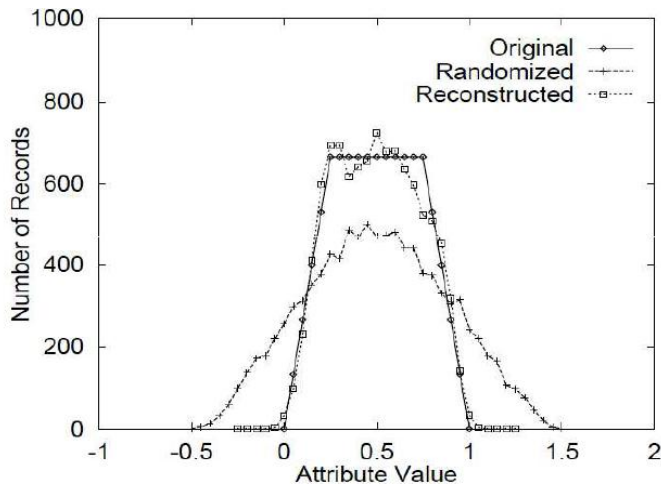 1000
800
600
400
200
0
Number of Records
Original
Randomized
Reconstructed
-1 -0.5 0 0.5 1 1.5 2
Attribute Value